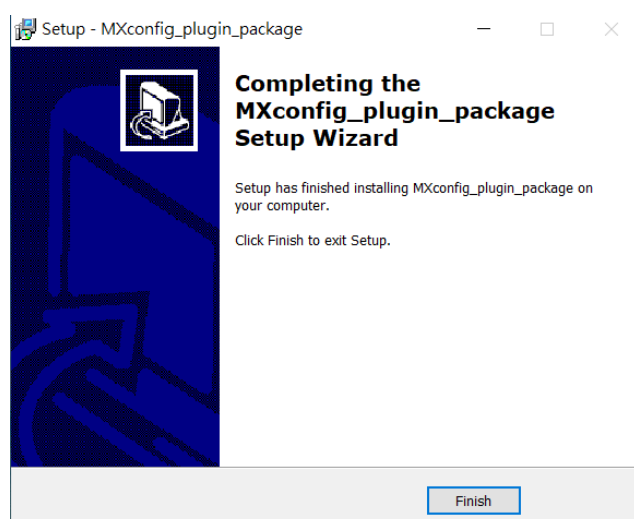 Setup - MXconfig_plugin_package
Completing the
MXconfig_plugin_package
Setup Wizard
Setup has finished installing MXconfig_plugin_package on
your computer.
Click Finish to exit Setup.
Finish